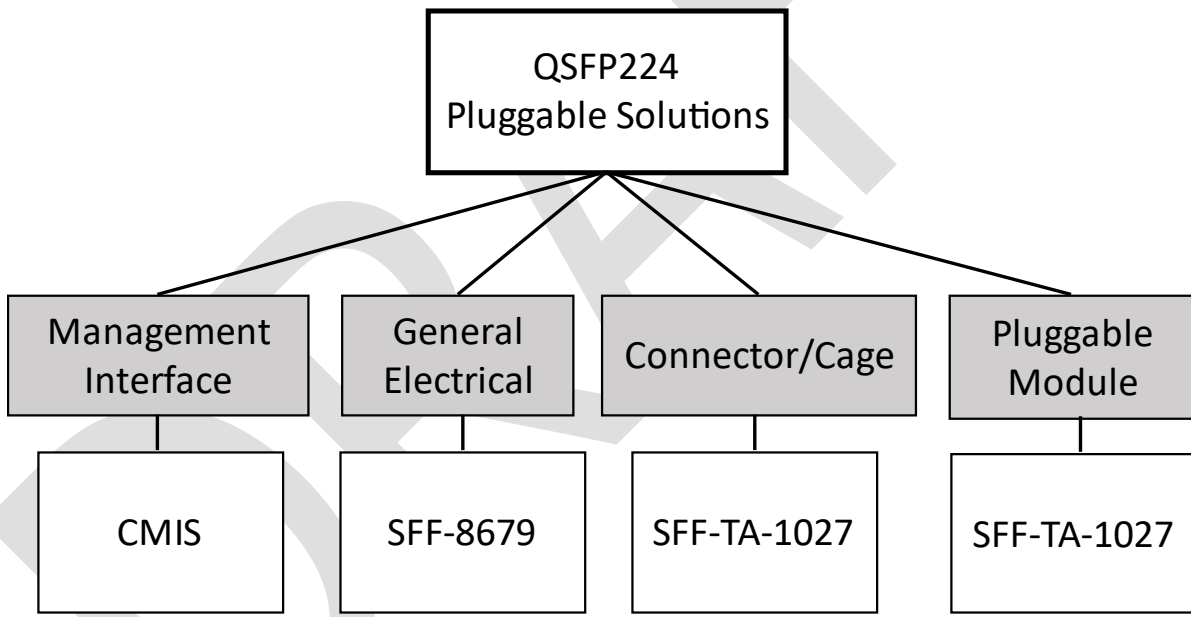 QSFP224
Pluggable Solutions
Management
Interface
General
Electrical
Connector/Cage
Pluggable
Module
CMIS
SFF-8679
SFF-TA-1027
SFF-TA-1027